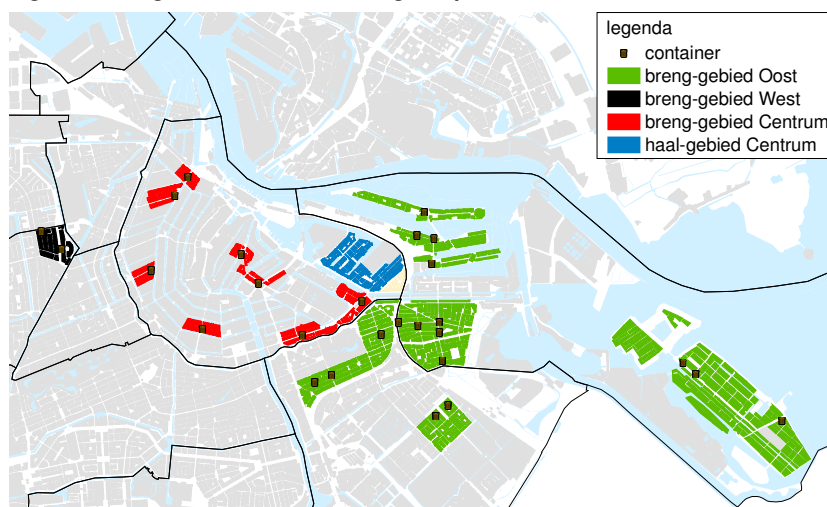 legenda
container
breng-gebied Oost
breng-gebied West
breng-gebied Centrum
haal-gebied Centrum